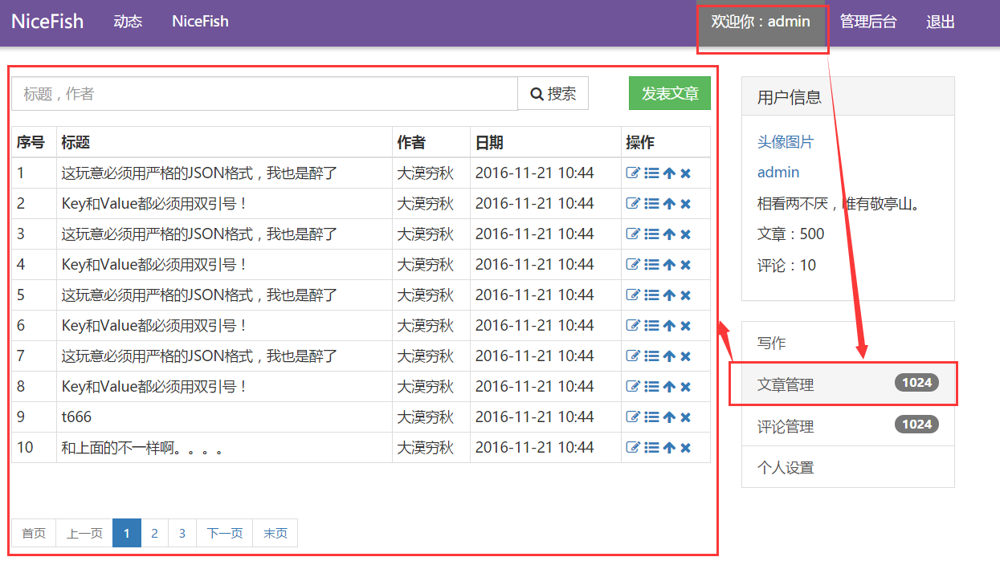 NiceFish 动态 NiceFish 欢迎你：admin 管理后台 退出
标题，作者 搜索 发表文章
序号 标题 作者 日期 操作
1 这玩意必须用严格的JSON格式，我也是醉了 大漠穷秋 2016-11-21 10:44
2 Key和Value都必须用双引号！ 大漠穷秋 2016-11-21 10:44
3 这玩意必须用严格的JSON格式，我也是醉了 大漠穷秋 2016-11-21 10:44
4 Key和Value都必须用双引号！ 大漠穷秋 2016-11-21 10:44
5 这玩意必须用严格的JSON格式，我也是醉了 大漠穷秋 2016-11-21 10:44
6 Key和Value都必须用双引号！ 大漠穷秋 2016-11-21 10:44
7 这玩意必须用严格的JSON格式，我也是醉了 大漠穷秋 2016-11-21 10:44
8 Key和Value都必须用双引号！ 大漠穷秋 2016-11-21 10:44
9 t666 大漠穷秋 2016-11-21 10:44
10 和上面的不一样啊。。。。 大漠穷秋 2016-11-21 10:44
首页 上一页 1 2 3 下一页 末页
用户信息
头像图片
admin
相看两不厌，唯有敬亭山。
文章：500
评论：10
写作
文章管理 1024
评论管理 1024
个人设置